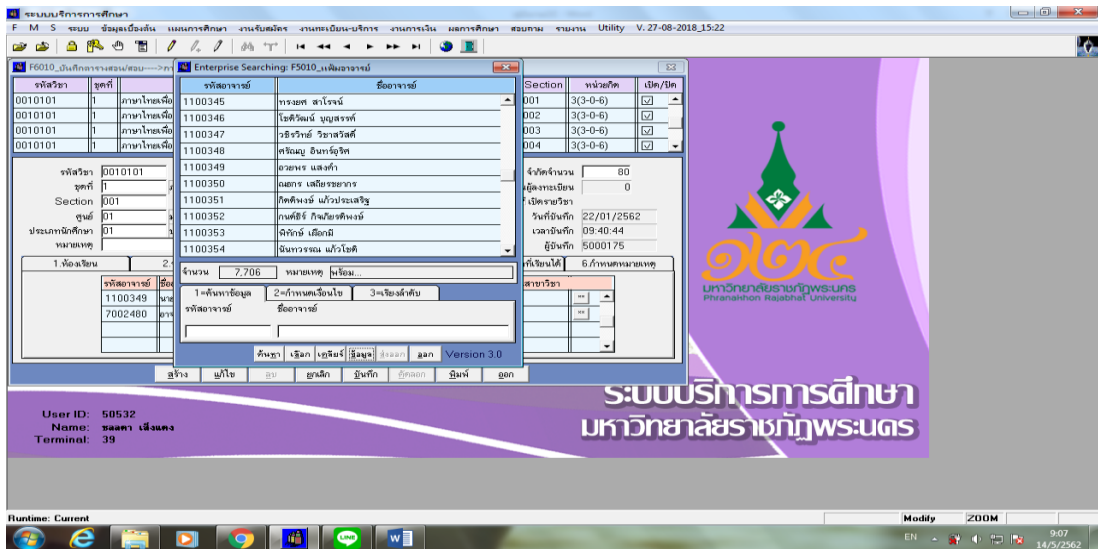 ระบบบริการการศึกษา
F M S ระบบ ข้อมูลเบื้องต้น แผนการศึกษา งานรับสมัคร งานทะเบียน-บริการ งานการเงิน ผลการศึกษา สอบถาม รายงาน Utility V. 27-08-2018_15:22
F6010_บันทึกตารางสอน/สอบ---->กา
Enterprise Searching: F5010_แฟ้มอาจารย์
รหัสวิชา ชุดที่ Section หน่วยกิต เปิด/ปิด
รหัสอาจารย์ ชื่ออาจารย์
0010101 1 ภาษาไทยเพื่อ 001 3(3-0-6)
0010101 1 ภาษาไทยเพื่อ 002 3(3-0-6)
0010101 1 ภาษาไทยเพื่อ 003 3(3-0-6)
0010101 1 ภาษาไทยเพื่อ 004 3(3-0-6)
1100345 ทรงยศ สาโรจน์
1100346 โชติวัฒน์ บุญสรรค์
1100347 วชิรวิทย์ วิชาสวัสดิ์
1100348 ศรัณญู อินทร์อุริศ
1100349 อวยพร แสงคำ
1100350 ณยกร เสถียรชยากร
1100351 กิตติพงษ์ แก้วประเสริฐ
1100352
1100353 พิทักษ์ เผือกมี
1100354 นันทวรรณ แก้วโชติ
จำนวน 7,706 หมายเหตุ พร้อม...
1=ค้นหาข้อมูล 2=กำหนดเงื่อนไข 3=เรียงลำดับ
รหัสอาจารย์ ชื่ออาจารย์
ค้นหา เลือก เคลียร์ ข้อมูล ส่งออก ออก Version 3.0
รหัสวิชา 0010101
ชุดที่ 1
Section 001
ศูนย์ 01
ประเภทนักศึกษา 01
หมายเหตุ
จำกัดจำนวน 80
ผู้ลงทะเบียน 0
เปิดรายวิชา
วันที่บันทึก 22/01/2562
เวลาบันทึก 09:40:44
ผู้บันทึก 5000175
1.ห้องเรียน 2. ที่เรียนได้ 6.กำหนดหมายเหตุ
รหัสอาจารย์ ชื่อ สาขาวิชา
1100349 นาย
7002480 อาจ
สร้าง แก้ไข ลบ ยกเลิก บันทึก คัดลอก พิมพ์ ออก
มหาวิทยาลัยราชภัฏพระนคร
Phranakhon Rajabhat University
ระบบบริการการศึกษา
มหาวิทยาลัยราชภัฏพระนคร
User ID: 50532
Name: ชลลดา เส็งแตง
Terminal: 39
Runtime: Current Modify ZOOM
LINE
EN 9:07
14/5/2562